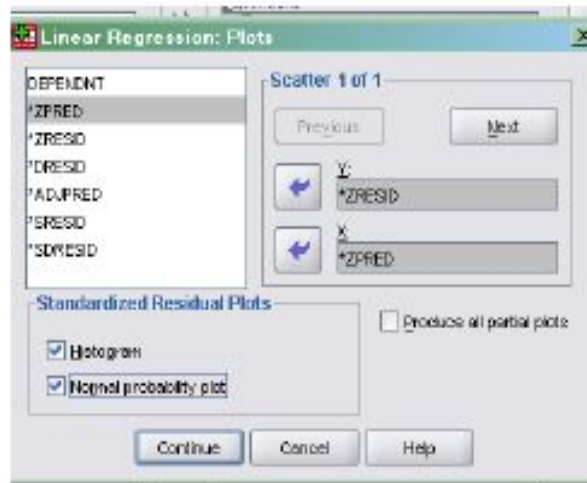 Linear Regression: Plots
DEPENDNT
*ZPRED
*ZRESID
*DRESID
*ADJPRED
*SRESID
*SDRESID
Scatter 1 of 1
Previous
Next
Y:
*ZRESID
X:
*ZPRED
Standardized Residual Plots
Histogram
Normal probability plot
Produce all partial plots
Continue
Cancel
Help